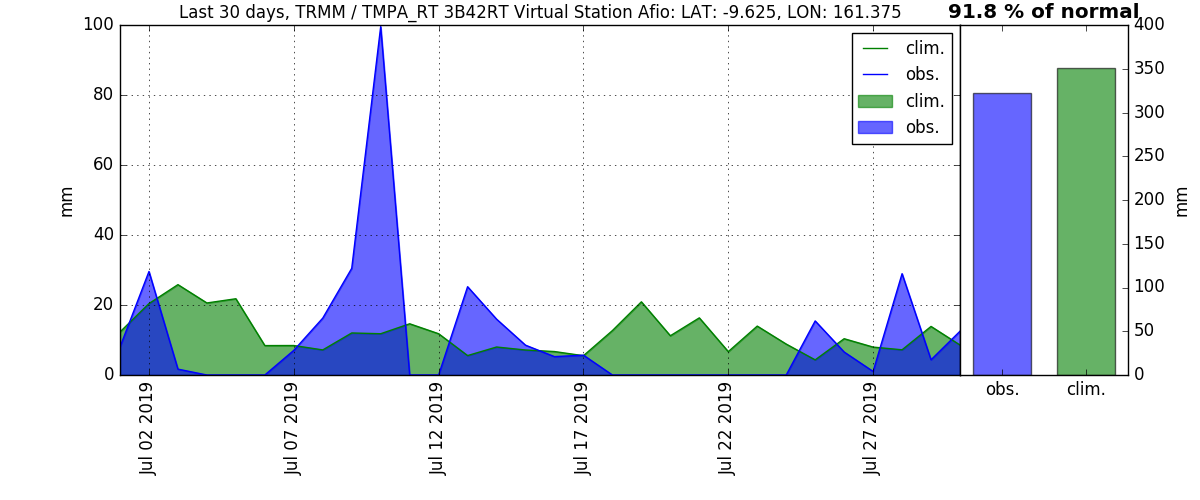 Last 30 days, TRMM / TMPA_RT 3B42RT Virtual Station Afio: LAT: -9.625, LON: 161.375
91.8 % of normal
100
80
60
40
20
0
mm
clim.
obs.
clim.
obs.
400
350
300
250
200
150
100
50
0
mm
obs.
clim.
Jul 02 2019
Jul 07 2019
Jul 12 2019
Jul 17 2019
Jul 22 2019
Jul 27 2019